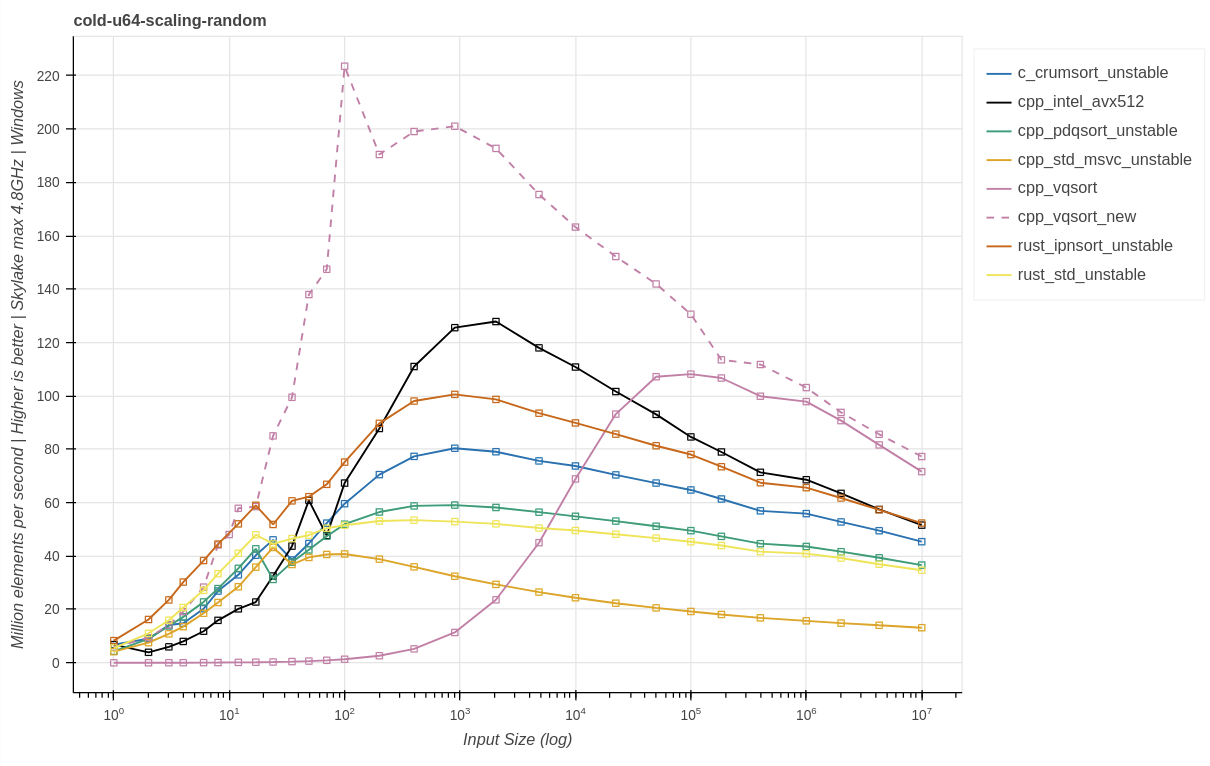 cold-u64-scaling-random
Million elements per second | Higher is better | Skylake max 4.8GHz | Windows
220
200
180
160
140
120
100
80
60
40
20
0
10⁰
10¹
10²
10³
10⁴
10⁵
10⁶
10⁷
Input Size (log)
c_crumsort_unstable
cpp_intel_avx512
cpp_pdqsort_unstable
cpp_std_msvc_unstable
cpp_vqsort
cpp_vqsort_new
rust_ipnsort_unstable
rust_std_unstable